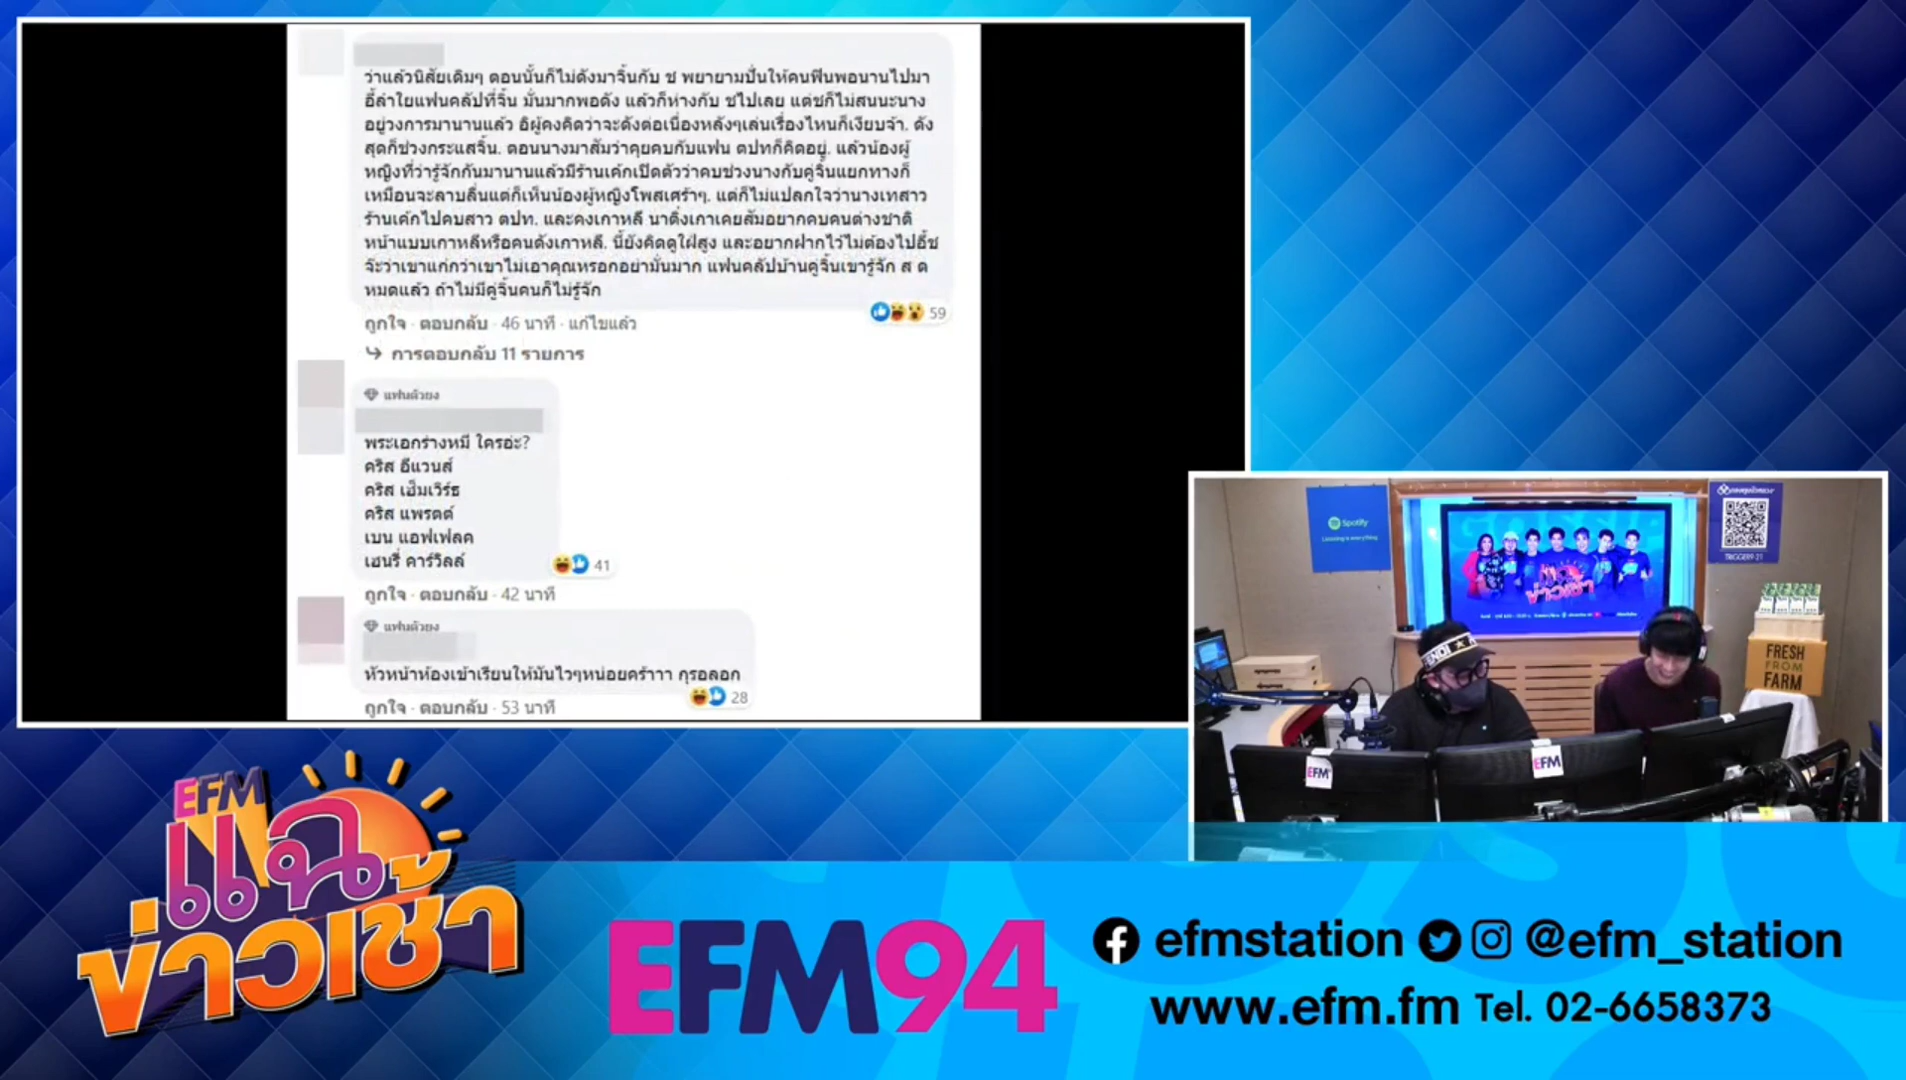 ว่าแล้วนิสัยเดิมๆ ตอนนั้นก็ไม่ดังมาจิ้นกับ ช พยายามปั่นให้คนฟินพอนานไปมา
อี้ลำใยแฟนคลัปที่จิ้น มั่นมากพอดัง แล้วก็ห่างกับ ชไปเลย แต่ชก็ไม่สนนะนาง
อยู่วงการมานานแล้ว อิผู้คงคิดว่าจะดังต่อเนื่องหลังๆเล่นเรื่องไหนก็เงียบจ้า. ดัง
สุดก็ช่วงกระแสจิ้น. ตอนนางมาสัมว่าคุยคบกับแฟน ตปทก็คิดอยู่. แล้วน้องผู้
หญิงที่ว่ารู้จักกันมานานแล้วมีร้านเค้กเปิดตัวว่าคบช่วงนางกับคู่จิ้นแยกทางก็
เหมือนจะลาบลื่นแต่ก็เห็นน้องผู้หญิงโพสเศร้าๆ. แต่ก็ไม่แปลกใจว่านางเทสาว
ร้านเค้กไปคบสาว ตปท. และคงเกาหลี นาติ่งเกาเคยสัมอยากคบคนต่างชาติ
หน้าแบบเกาหลีหรือคนดังเกาหลี. นี้ยังคิดดูใฝ่สูง และอยากฝากไว้ไม่ต้องไปอี้ช
จ๊ะว่าเขาแก่กว่าเขาไม่เอาคุณหรอกอย่ามั่นมาก แฟนคลัปบ้านคู่จิ้นเขารู้จัก ส ด
หมดแล้ว ถ้าไม่มีคู่จิ้นคนก็ไม่รู้จัก
59
ถูกใจ · ตอบกลับ · 46 นาที · แก้ไขแล้ว
การตอบกลับ 11 รายการ
แฟนตัวยง
พระเอกร่างหมี ใครอ่ะ?
คริส อีแวนส์
คริส เฮ็มเวิร์ธ
คริส แพรตต์
เบน แอฟเฟลค
เฮนรี่ คาร์วิลล์
41
ถูกใจ · ตอบกลับ · 42 นาที
แฟนตัวยง
หัวหน้าห้องเข้าเรียนให้มันไวๆหน่อยคร้าาา กุรอลอก
28
ถูกใจ · ตอบกลับ · 53 นาที
Spotify
Listening is everything
TRIGGERS-21
แฉ
ข่าวเช้า
FENDI
FRESH
FROM
FARM
EFM
EFM
EFM
แฉ
ข่าวเช้า
EFM94
efmstation @efm_station
www.efm.fm Tel. 02-6658373